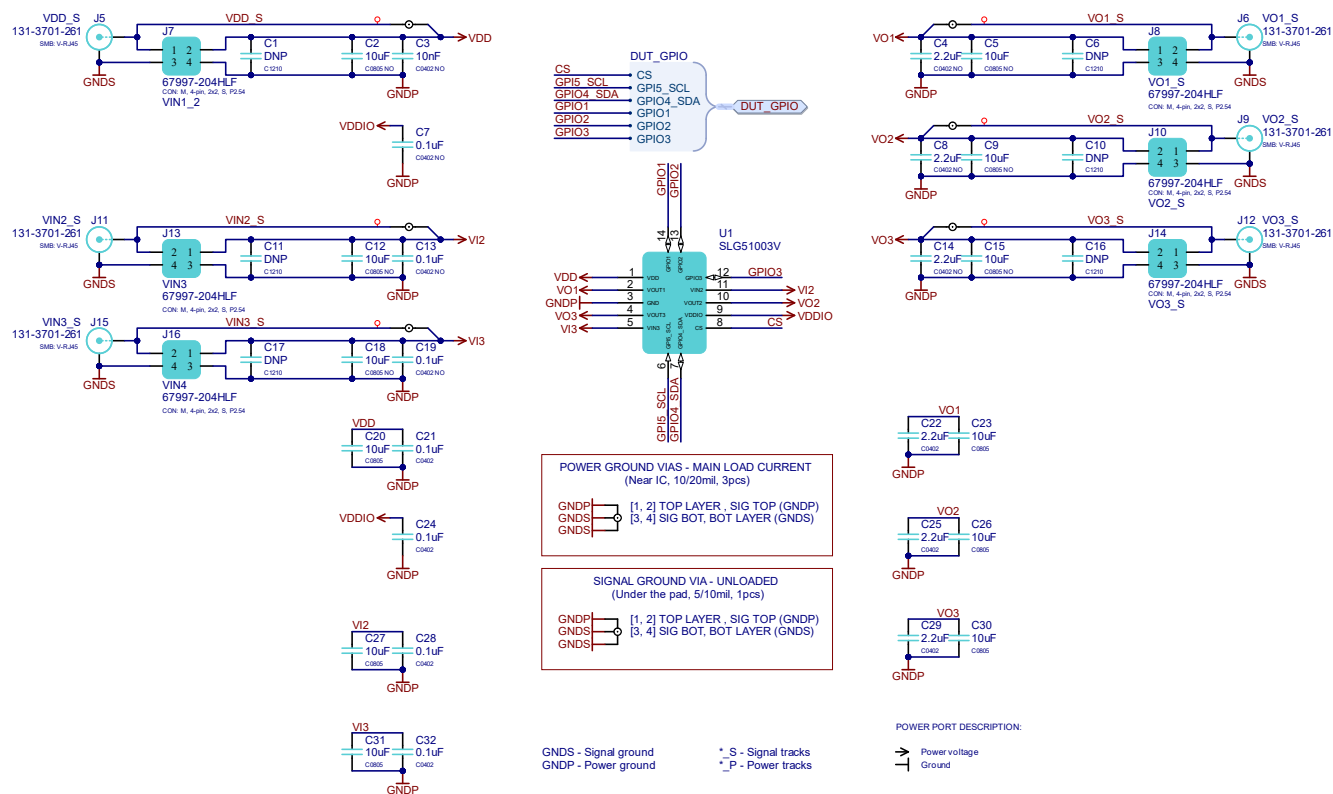 VDD_S J5
131-3701-261
SMB: V-RJ45
GNDS
J7
1 2
3 4
67997-204HLF
CON: M, 4-pin, 2x2, S, P2.54
VIN1_2
VDD_S
C1
DNP
C1210
C2
10uF
C0805 NO
C3
10nF
C0402 NO
GNDP
VDD
VDDIO
C7
0.1uF
C0402 NO
GNDP
VIN2_S J11
131-3701-261
SMB: V-RJ45
GNDS
J13
2 1
4 3
VIN3
67997-204HLF
CON: M, 4-pin, 2x2, S, P2.54
VIN2_S
C11
DNP
C1210
C12
10uF
C0805 NO
C13
0.1uF
C0402 NO
GNDP
VI2
VIN3_S J15
131-3701-261
SMB: V-RJ45
GNDS
J16
2 1
4 3
VIN4
67997-204HLF
CON: M, 4-pin, 2x2, S, P2.54
VIN3_S
C17
DNP
C1210
C18
10uF
C0805 NO
C19
0.1uF
C0402 NO
GNDP
VI3
VDD
C20
10uF
C0805
C21
0.1uF
C0402
GNDP
VDDIO
C24
0.1uF
C0402
GNDP
VI2
C27
10uF
C0805
C28
0.1uF
C0402
GNDP
VI3
C31
10uF
C0805
C32
0.1uF
C0402
GNDP
DUT_GPIO
CS
GPI5_SCL
GPIO4_SDA
GPIO1
GPIO2
GPIO3
CS
GPI5_SCL
GPIO4_SDA
GPIO1
GPIO2
GPIO3
DUT_GPIO
GPIO1
GPIO2
14
13
U1
SLG51003V
GPIO1
GPIO2
VDD 1 VDD
VO1 2 VOUT1
GNDP 3 GND
VO3 4 VOUT3
VI3 5 VIN3
GPIO3 12 GPIO3
VIN2 11 VI2
VOUT2 10 VO2
VDDIO 9 VDDIO
CS 8 CS
GPI5_SCL
GPIO4_SDA
6
7
GPI5_SCL
GPIO4_SDA
POWER GROUND VIAS - MAIN LOAD CURRENT
(Near IC, 10/20mil, 3pcs)
GNDP
GNDS
GNDS
[1, 2] TOP LAYER , SIG TOP (GNDP)
[3, 4] SIG BOT, BOT LAYER (GNDS)
SIGNAL GROUND VIA - UNLOADED
(Under the pad, 5/10mil, 1pcs)
GNDP
GNDS
GNDS
[1, 2] TOP LAYER , SIG TOP (GNDP)
[3, 4] SIG BOT, BOT LAYER (GNDS)
GNDS - Signal ground
GNDP - Power ground
*_S - Signal tracks
*_P - Power tracks
VO1
C4
2.2uF
C0402 NO
C5
10uF
C0805 NO
GNDP
VO1_S
C6
DNP
C1210
J8
2 1
4 3
VO1_S
67997-204HLF
CON: M, 4-pin, 2x2, S, P2.54
J6 VO1_S
131-3701-261
SMB: V-RJ45
GNDS
VO2
C8
2.2uF
C0402 NO
C9
10uF
C0805 NO
GNDP
VO2_S
C10
DNP
C1210
J10
2 1
4 3
67997-204HLF
CON: M, 4-pin, 2x2, S, P2.54
VO2_S
J9 VO2_S
131-3701-261
SMB: V-RJ45
GNDS
VO3
C14
2.2uF
C0402 NO
C15
10uF
C0805 NO
GNDP
VO3_S
C16
DNP
C1210
J14
2 1
4 3
67997-204HLF
CON: M, 4-pin, 2x2, S, P2.54
VO3_S
J12 VO3_S
131-3701-261
SMB: V-RJ45
GNDS
VO1
C22
2.2uF
C0402
C23
10uF
C0805
GNDP
VO2
C25
2.2uF
C0402
C26
10uF
C0805
GNDP
VO3
C29
2.2uF
C0402
C30
10uF
C0805
GNDP
POWER PORT DESCRIPTION:
Power voltage
Ground